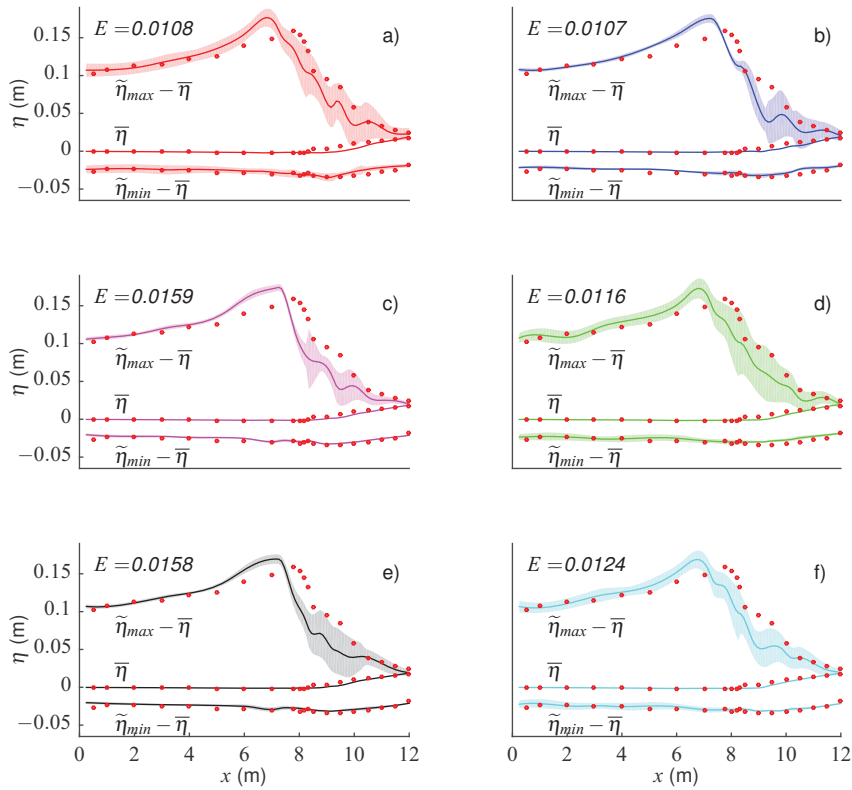 E = 0.0108
a)
0.15
0.1
0.05
0
−0.05
η (m)
η̃max − η̅
η̅
η̃min − η̅
E = 0.0107
b)
η̃max − η̅
η̅
η̃min − η̅
E = 0.0159
c)
0.15
0.1
0.05
0
−0.05
η (m)
η̃max − η̅
η̅
η̃min − η̅
E = 0.0116
d)
η̃max − η̅
η̅
η̃min − η̅
E = 0.0158
e)
0.15
0.1
0.05
0
−0.05
η (m)
η̃max − η̅
η̅
η̃min − η̅
0 2 4 6 8 10 12
x (m)
E = 0.0124
f)
η̃max − η̅
η̅
η̃min − η̅
0 2 4 6 8 10 12
x (m)